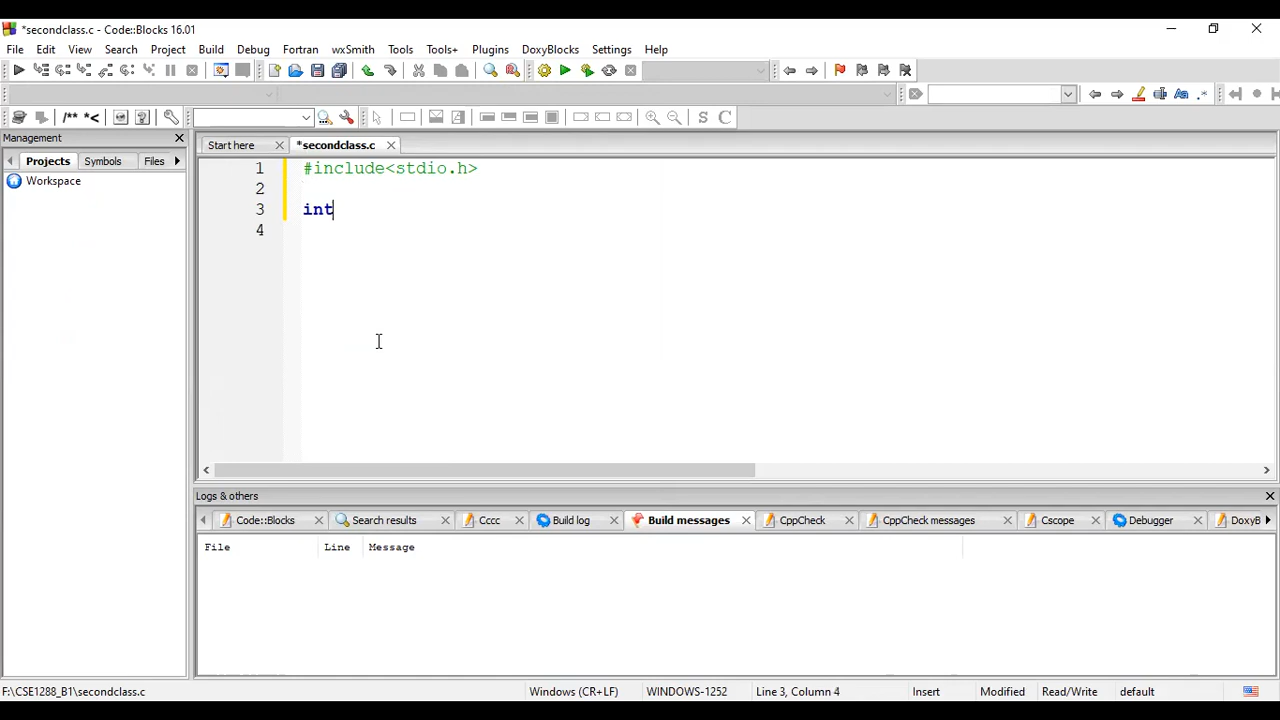 *secondclass.c - Code::Blocks 16.01
File Edit View Search Project Build Debug Fortran wxSmith Tools Tools+ Plugins DoxyBlocks Settings Help
/** *<
S C
Management
Projects Symbols Files
Workspace
Start here *secondclass.c
1 #include<stdio.h>
2
3 int
4
Logs & others
Code::Blocks Search results Cccc Build log Build messages CppCheck CppCheck messages Cscope Debugger DoxyB
File Line Message
F:\CSE1288_B1\secondclass.c Windows (CR+LF) WINDOWS-1252 Line 3, Column 4 Insert Modified Read/Write default